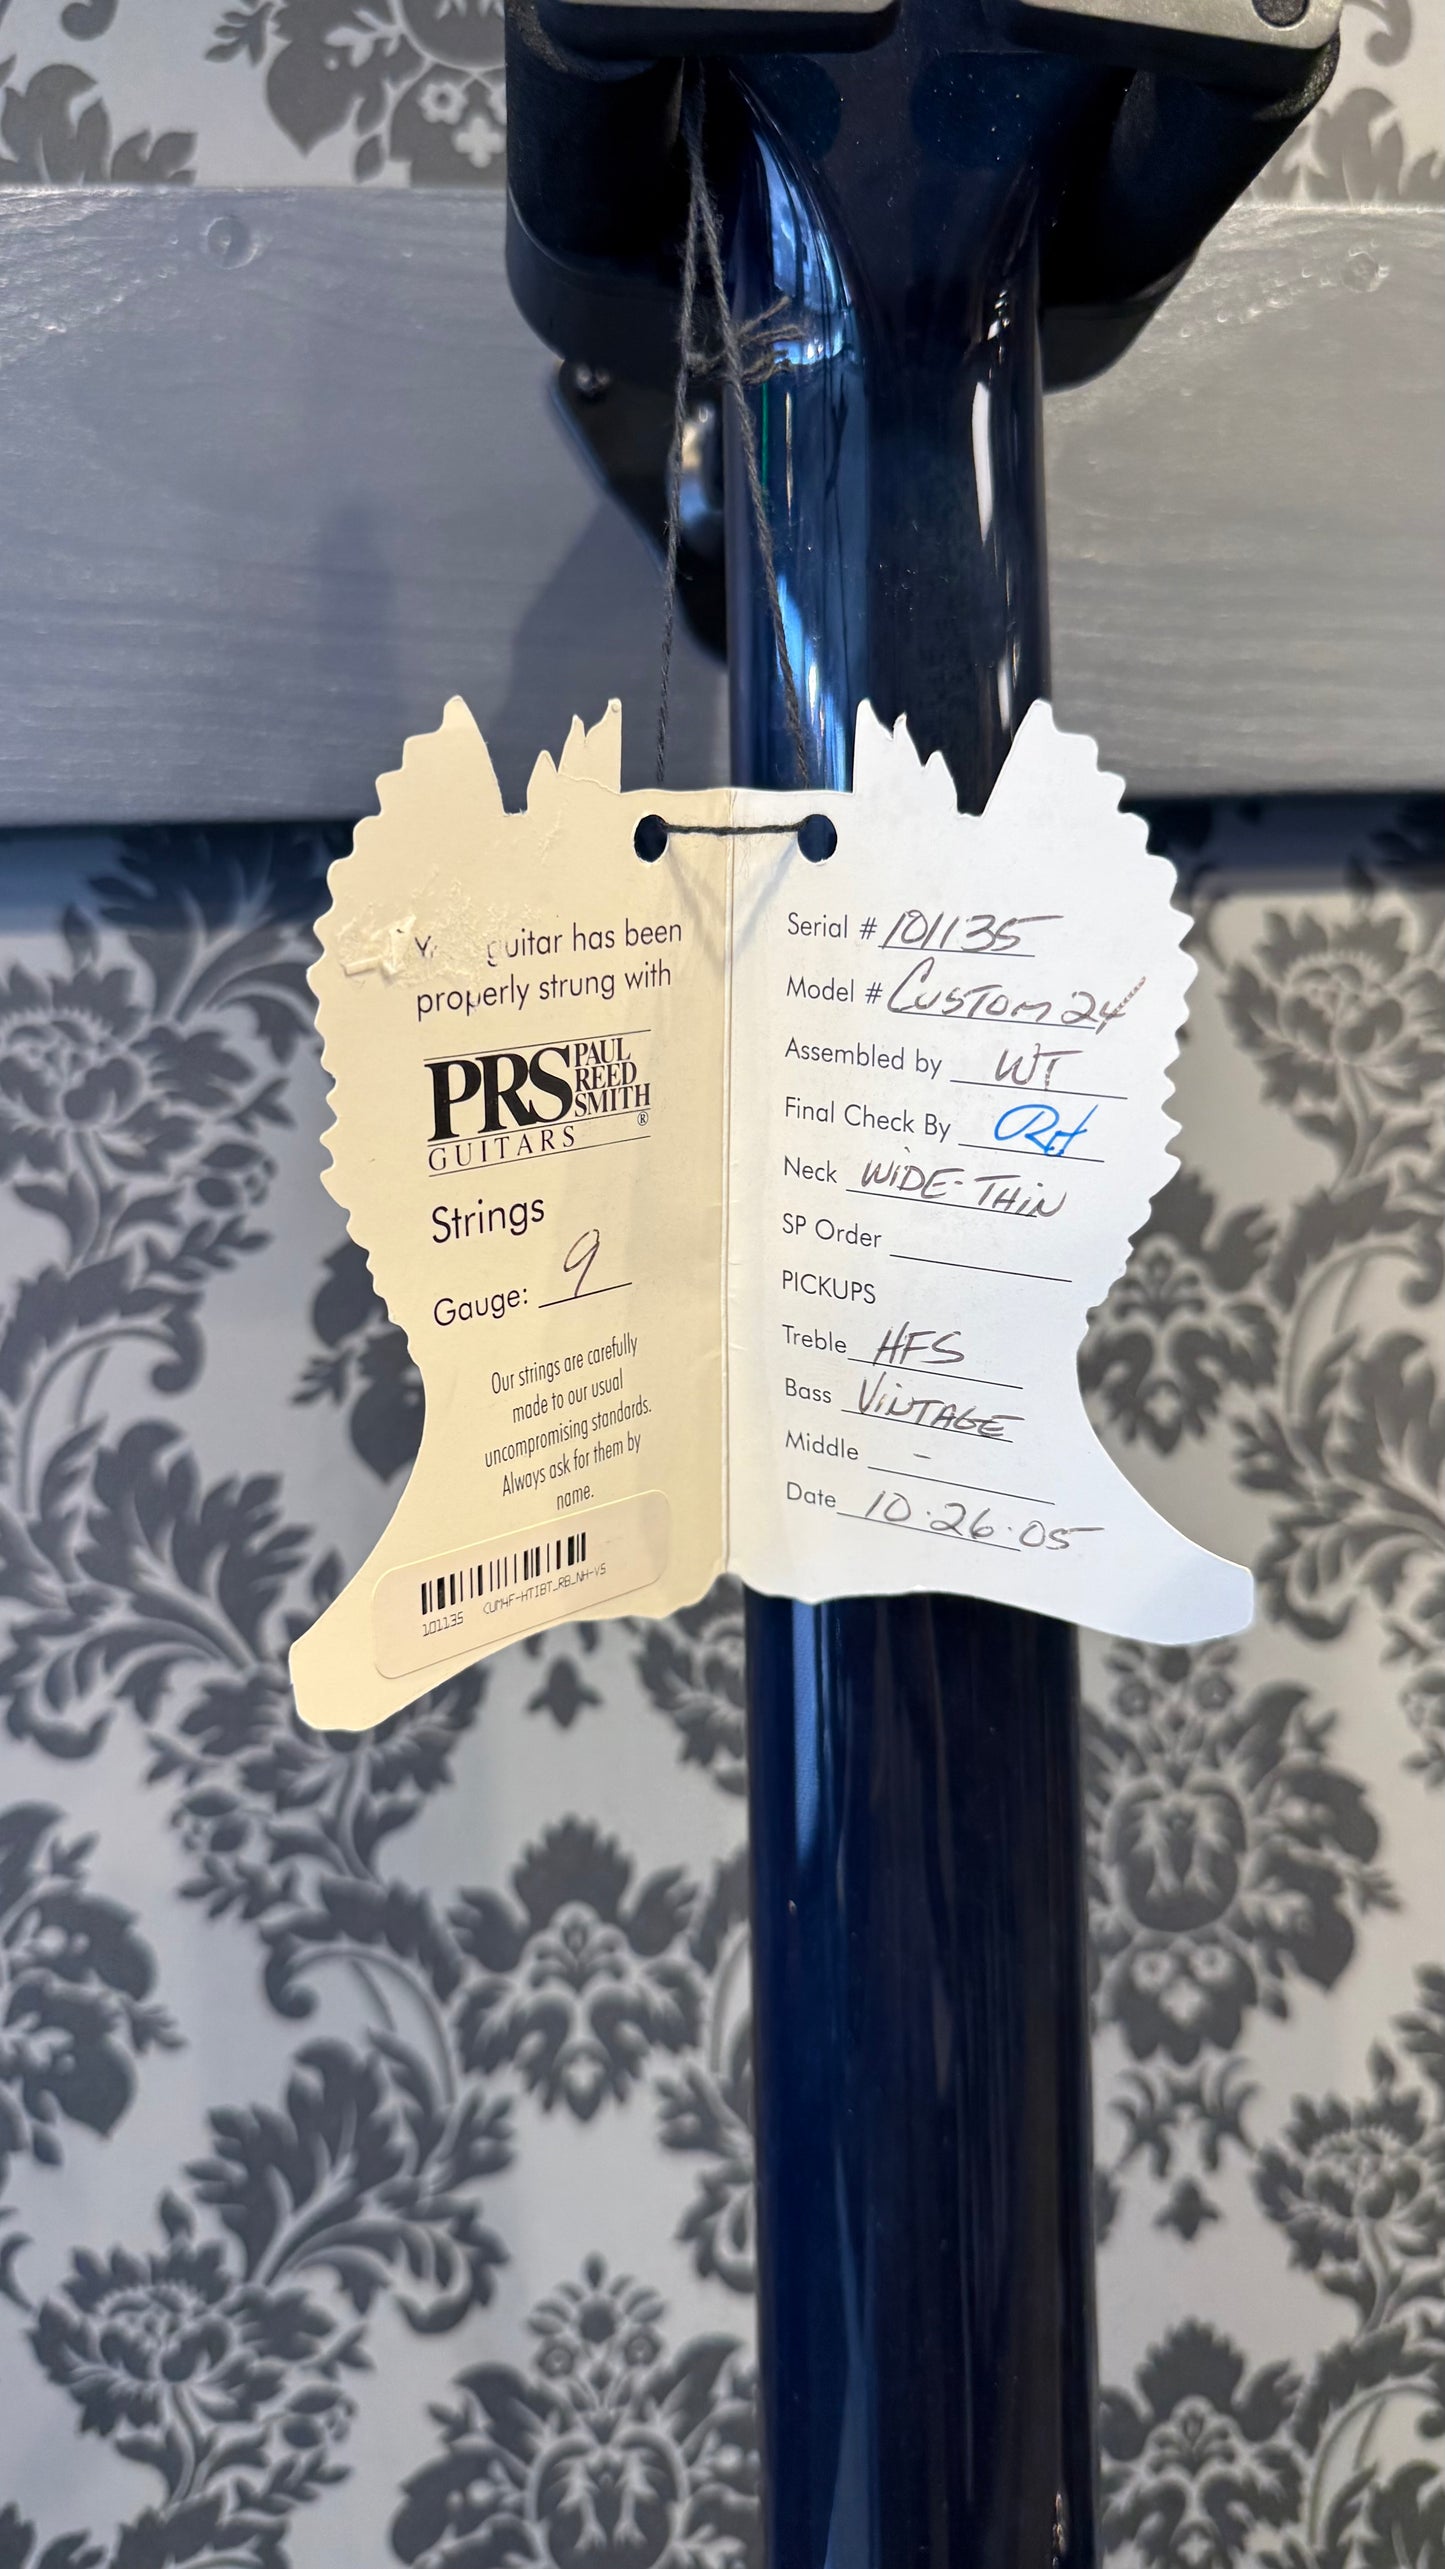 guitar has been
properly strung with
PRS PAUL
REED
SMITH
GUITARS ®
Strings
Gauge: 9
Our strings are carefully
made to our usual
uncompromising standards.
Always ask for them by
name.
101135 CUM4F-HTIBT_RB_NH-V5
Serial # 101135
Model # CUSTOM 24
Assembled by WT
Final Check By
Neck WIDE-THIN
SP Order
PICKUPS
Treble HFS
Bass VINTAGE
Middle -
Date 10·26·05